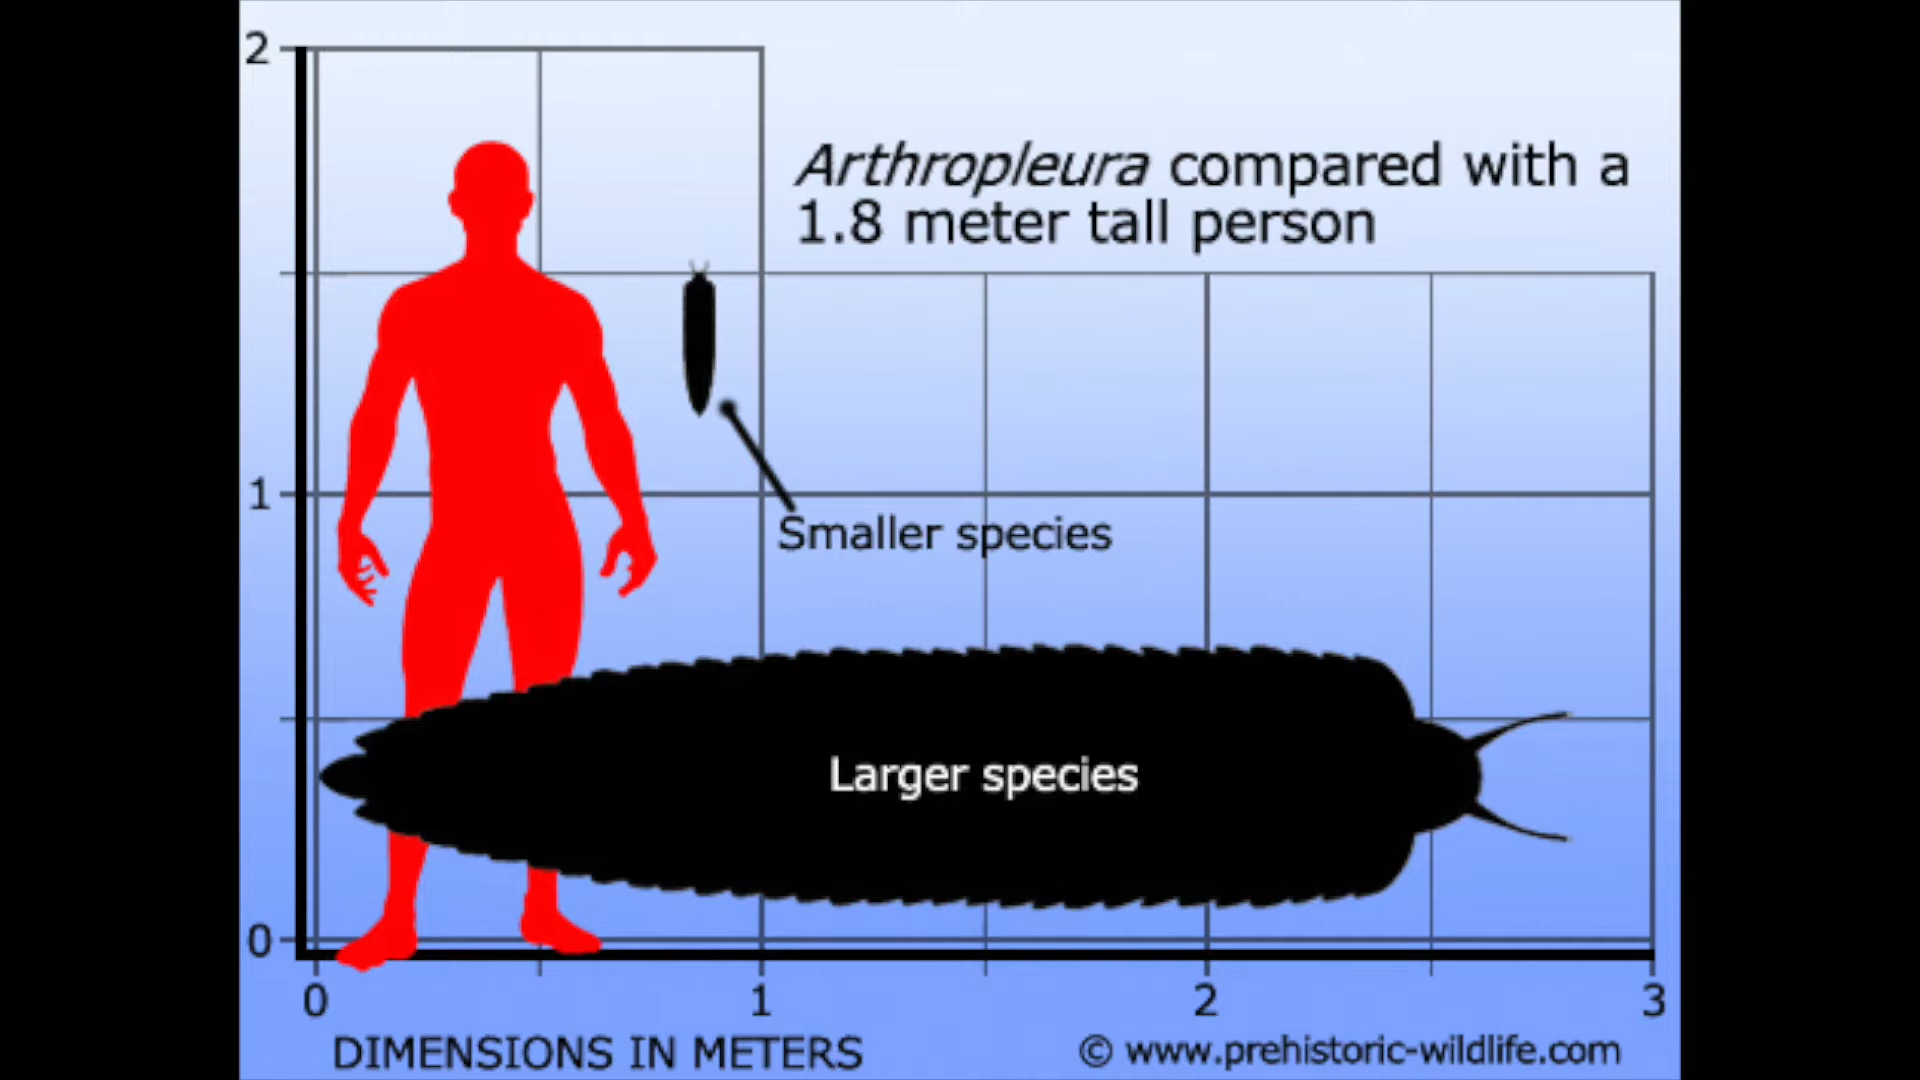 2
Arthropleura compared with a
1.8 meter tall person
1
Smaller species
Larger species
0
0 1 2 3
DIMENSIONS IN METERS
© www.prehistoric-wildlife.com